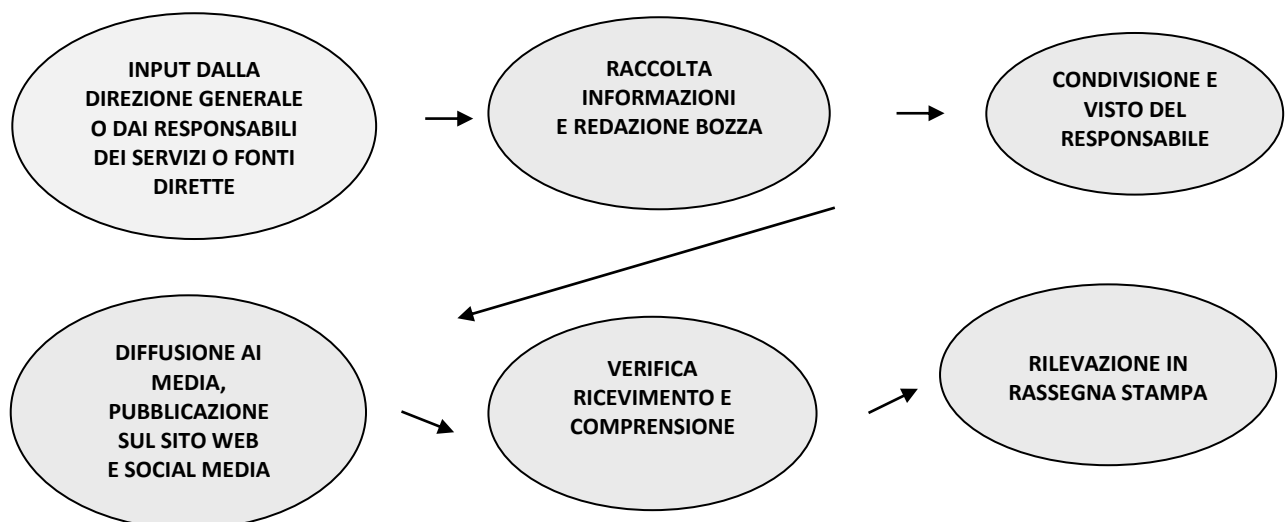 INPUT DALLA
DIREZIONE GENERALE
O DAI RESPONSABILI
DEI SERVIZI O FONTI
DIRETTE
RACCOLTA
INFORMAZIONI
E REDAZIONE BOZZA
CONDIVISIONE E
VISTO DEL
RESPONSABILE
DIFFUSIONE AI
MEDIA,
PUBBLICAZIONE
SUL SITO WEB
E SOCIAL MEDIA
VERIFICA
RICEVIMENTO E
COMPRENSIONE
RILEVAZIONE IN
RASSEGNA STAMPA